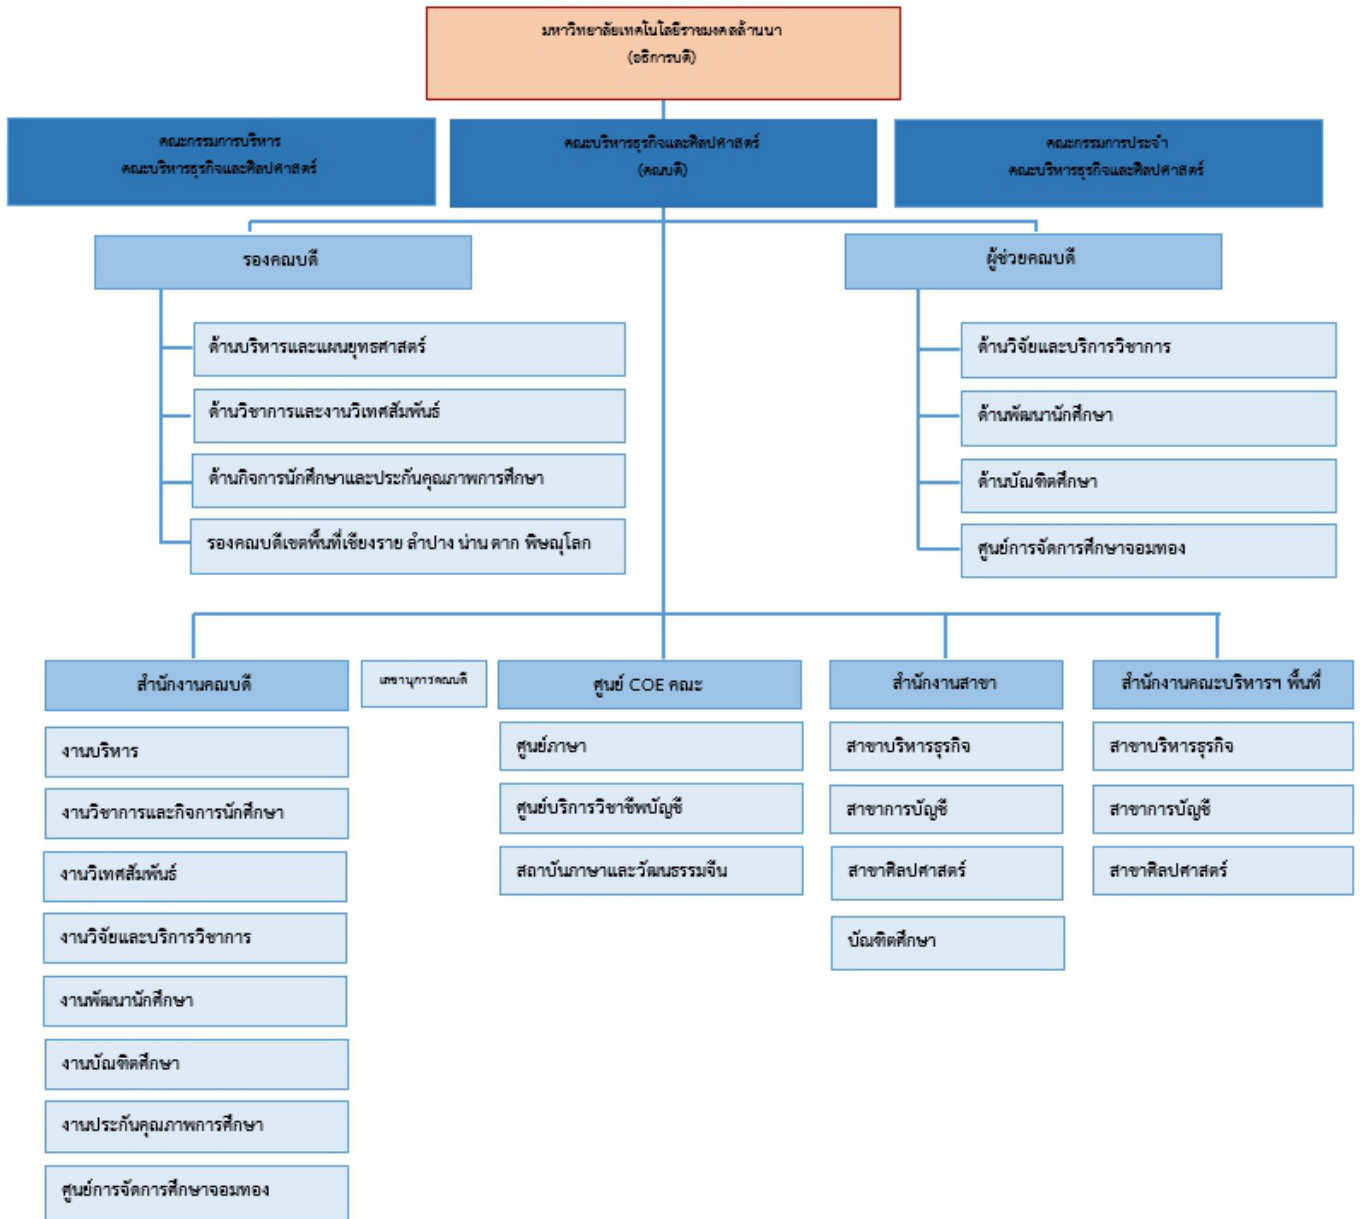 มหาวิทยาลัยเทคโนโลยีราชมงคลล้านนา
(อธิการบดี)
คณะกรรมการบริหาร
คณะบริหารธุรกิจและศิลปศาสตร์
คณะบริหารธุรกิจและศิลปศาสตร์
(คณบดี)
คณะกรรมการประจำ
คณะบริหารธุรกิจและศิลปศาสตร์
รองคณบดี
ด้านบริหารและแผนยุทธศาสตร์
ด้านวิชาการและงานวิเทศสัมพันธ์
ด้านกิจการนักศึกษาและประกันคุณภาพการศึกษา
รองคณบดีเขตพื้นที่เชียงราย ลำปาง น่าน ตาก พิษณุโลก
ผู้ช่วยคณบดี
ด้านวิจัยและบริการวิชาการ
ด้านพัฒนานักศึกษา
ด้านบัณฑิตศึกษา
ศูนย์การจัดการศึกษาจอมทอง
สำนักงานคณบดี
งานบริหาร
งานวิชาการและกิจการนักศึกษา
งานวิเทศสัมพันธ์
งานวิจัยและบริการวิชาการ
งานพัฒนานักศึกษา
งานบัณฑิตศึกษา
งานประกันคุณภาพการศึกษา
ศูนย์การจัดการศึกษาจอมทอง
เลขานุการคณบดี
ศูนย์ COE คณะ
ศูนย์ภาษา
ศูนย์บริการวิชาชีพบัญชี
สถาบันภาษาและวัฒนธรรมจีน
สำนักงานสาขา
สาขาบริหารธุรกิจ
สาขาการบัญชี
สาขาศิลปศาสตร์
บัณฑิตศึกษา
สำนักงานคณะบริหารฯ พื้นที่
สาขาบริหารธุรกิจ
สาขาการบัญชี
สาขาศิลปศาสตร์